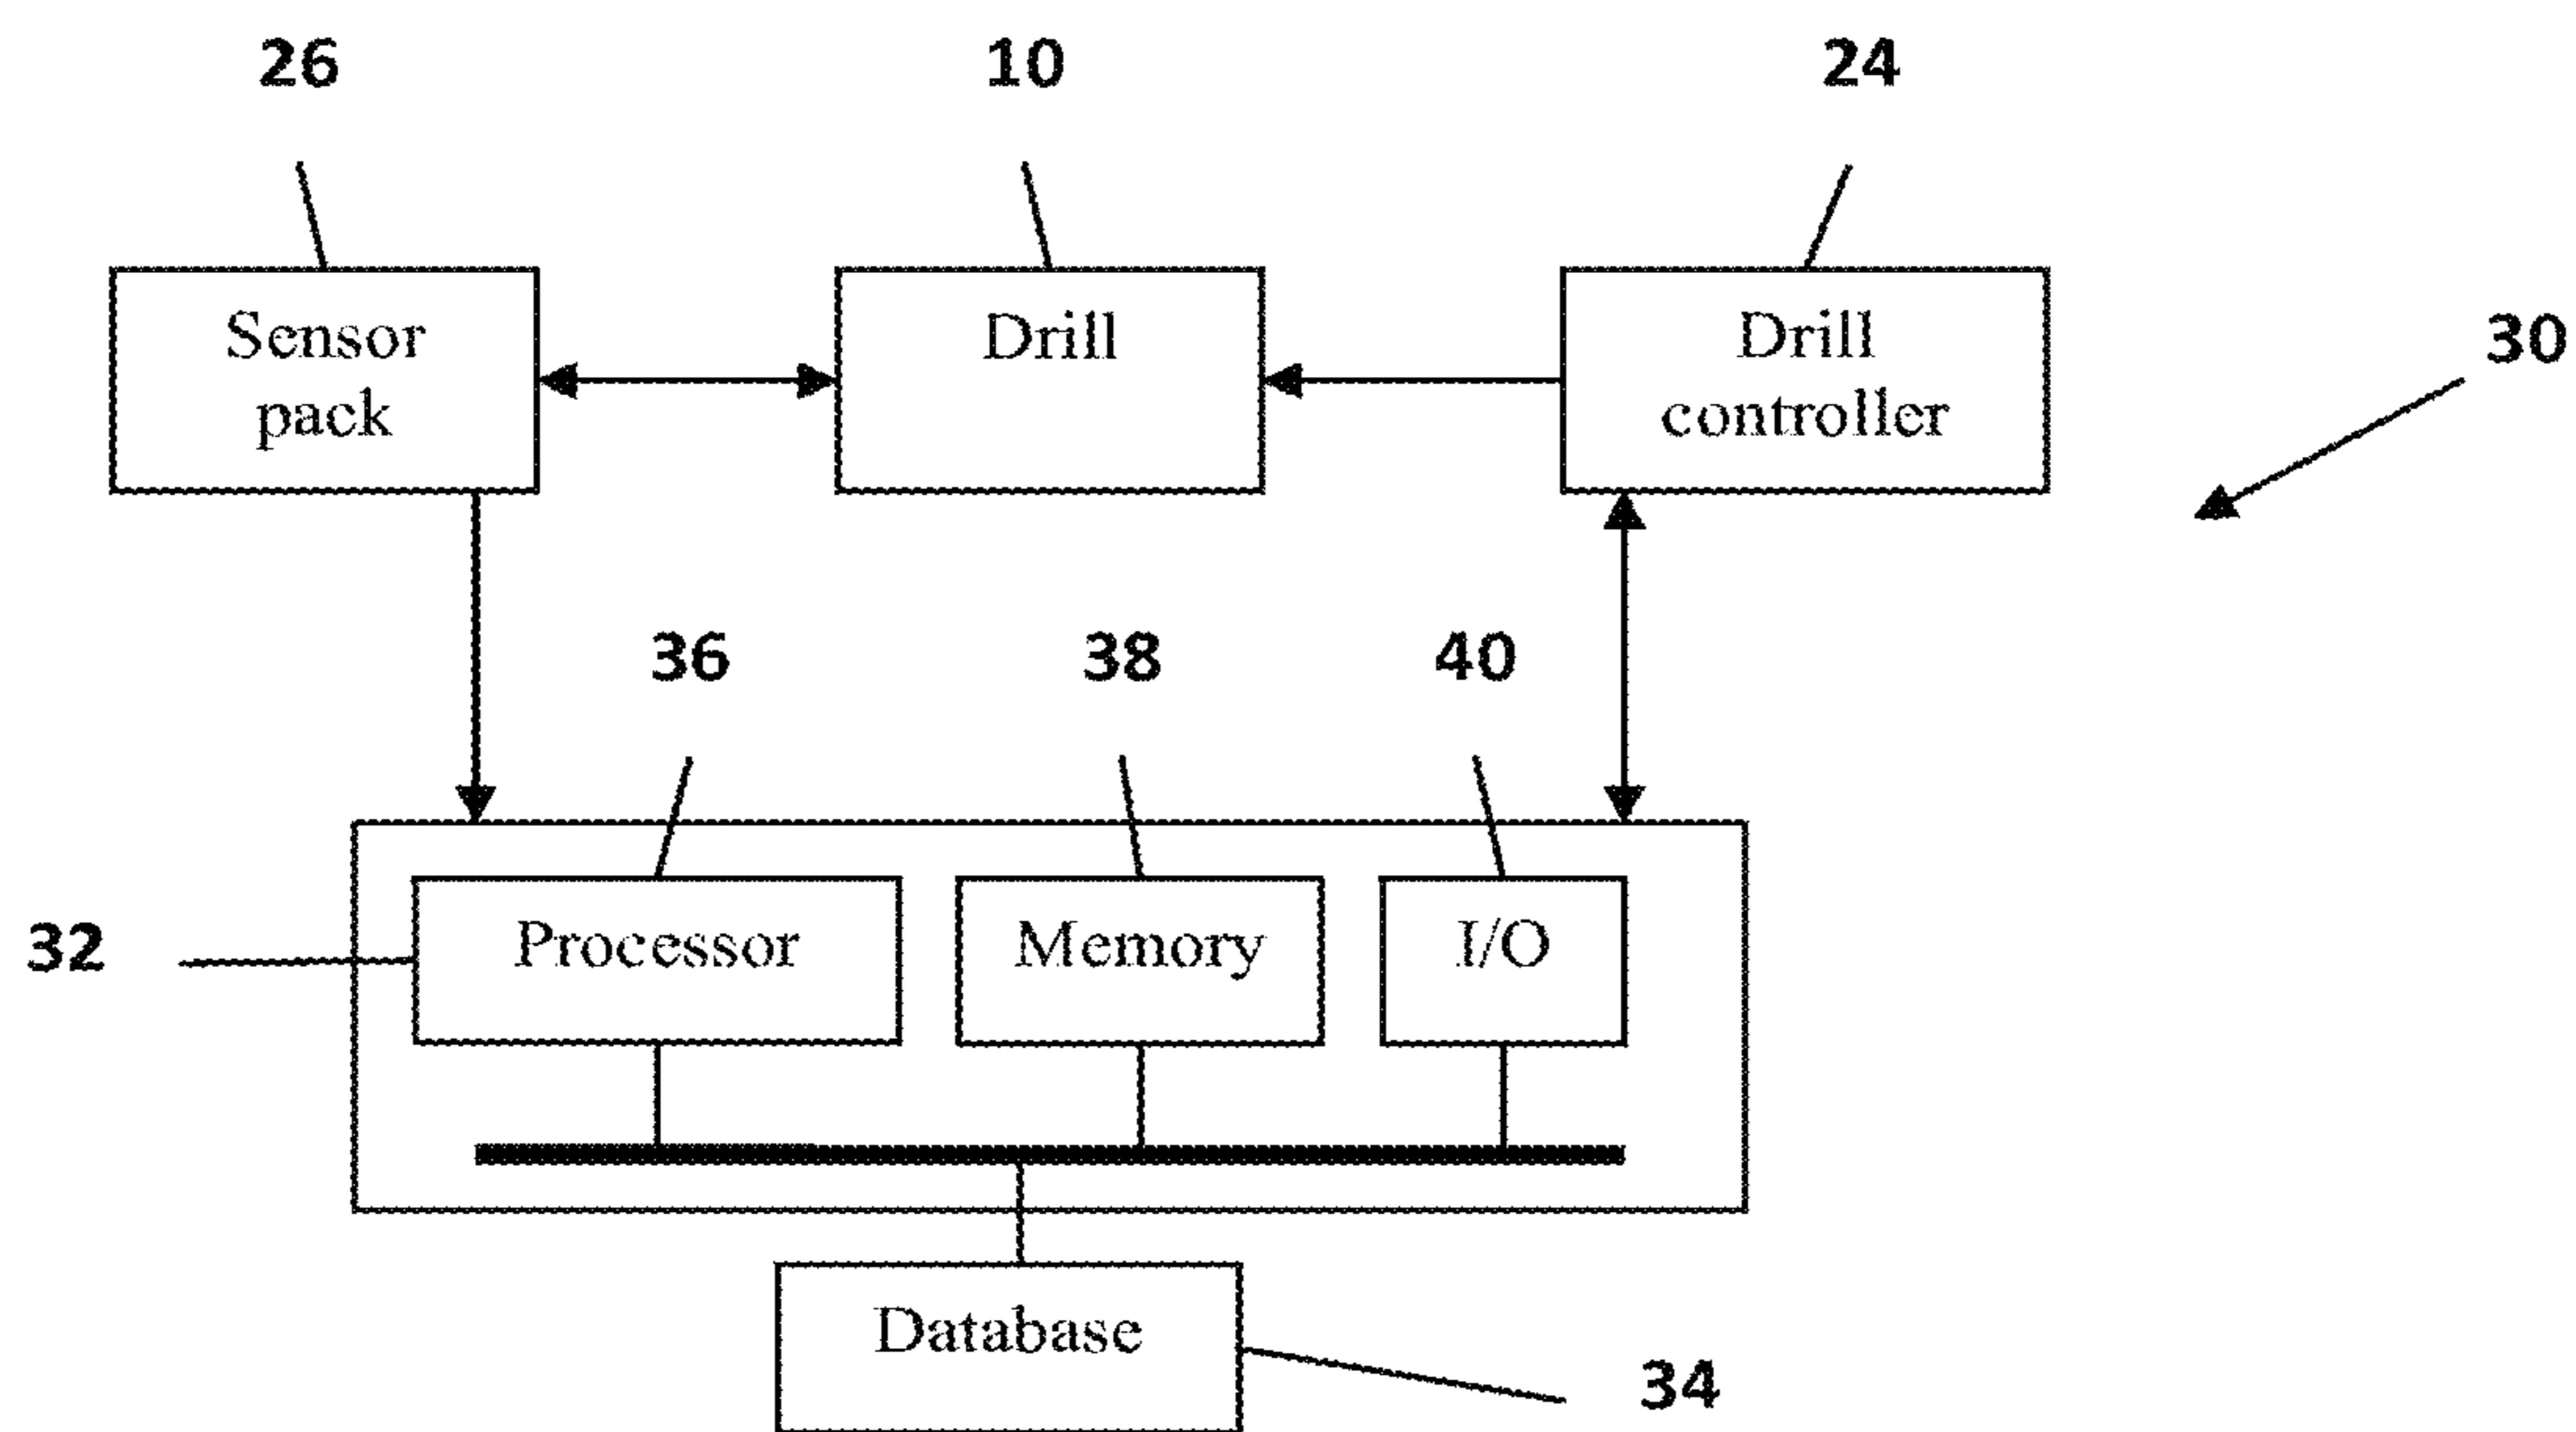 26
10
24
Sensor
pack
Drill
Drill
controller
30
36
38
40
32
Processor
Memory
I/O
Database
34